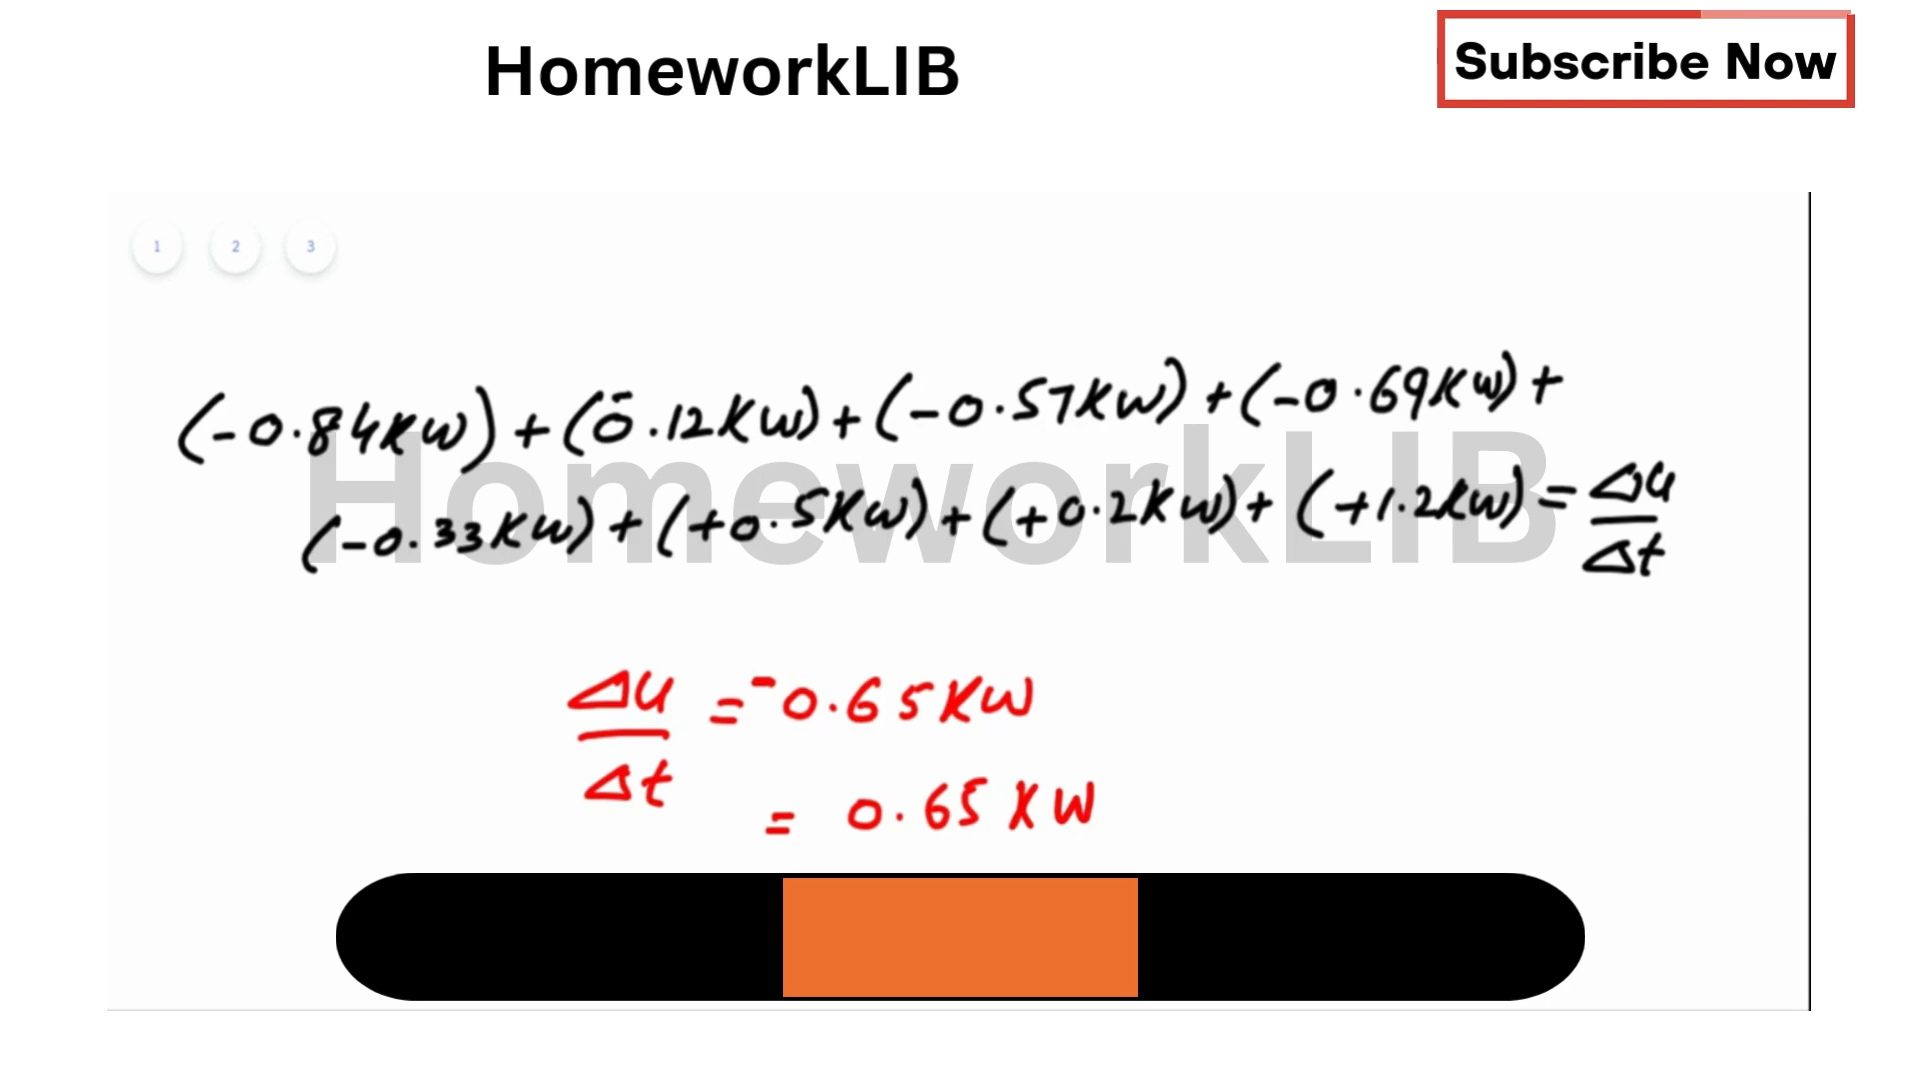 HomeworkLIB
Subscribe Now
1 2 3
(-0.84KW) + (-0.12KW) + (-0.57KW) + (-0.69KW) +
(-0.33KW) + (+0.5KW) + (+0.2KW) + (+1.2KW) = ΔU/Δt
HomeworkLIB
ΔU/Δt = -0.65KW
= 0.65 KW